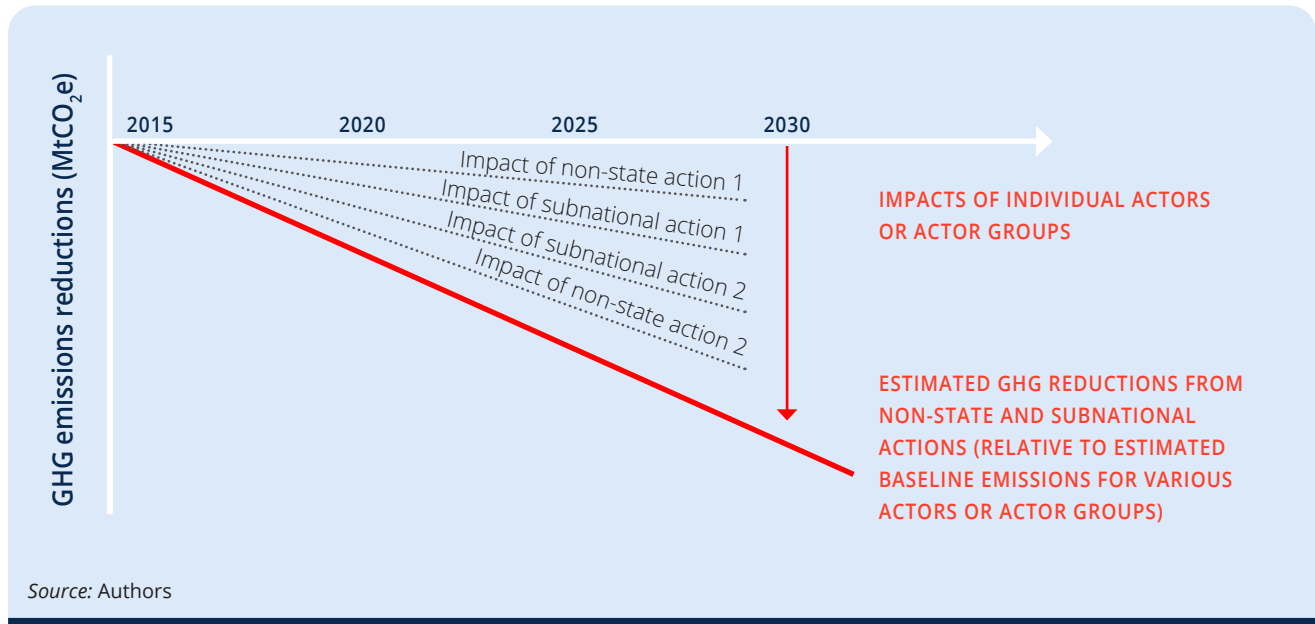 GHG emissions reductions (MtCO₂e)
2015 2020 2025 2030
Impact of non-state action 1
Impact of subnational action 1
Impact of subnational action 2
Impact of non-state action 2
IMPACTS OF INDIVIDUAL ACTORS
OR ACTOR GROUPS
ESTIMATED GHG REDUCTIONS FROM
NON-STATE AND SUBNATIONAL
ACTIONS (RELATIVE TO ESTIMATED
BASELINE EMISSIONS FOR VARIOUS
ACTORS OR ACTOR GROUPS)
Source: Authors